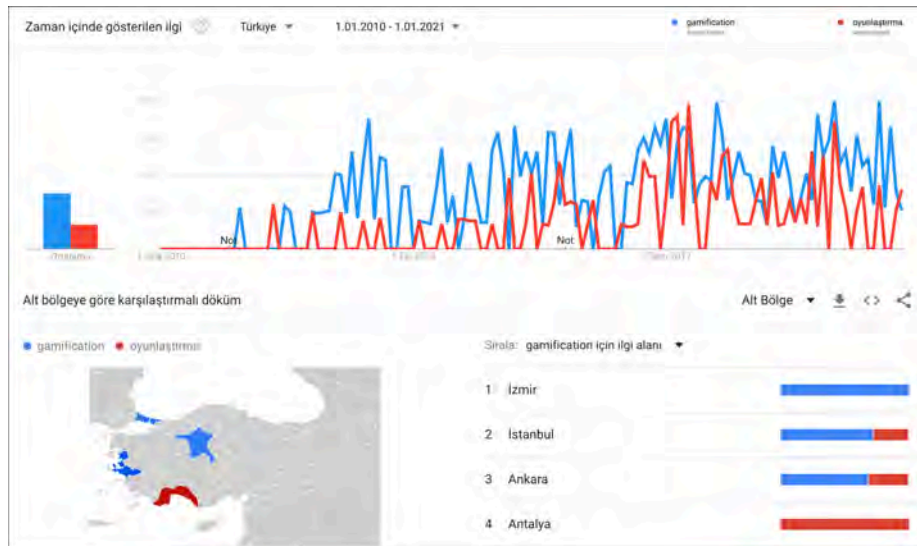 Zaman içinde gösterilen ilgi
Türkiye
1.01.2010 - 1.01.2021
gamification
oyunlaştırma
Not
Not
Ortalama
Alt bölgeye göre karşılaştırmalı döküm
Alt Bölge
gamification
oyunlaştırma
Sırala: gamification için ilgi alanı
1 İzmir
2 İstanbul
3 Ankara
4 Antalya